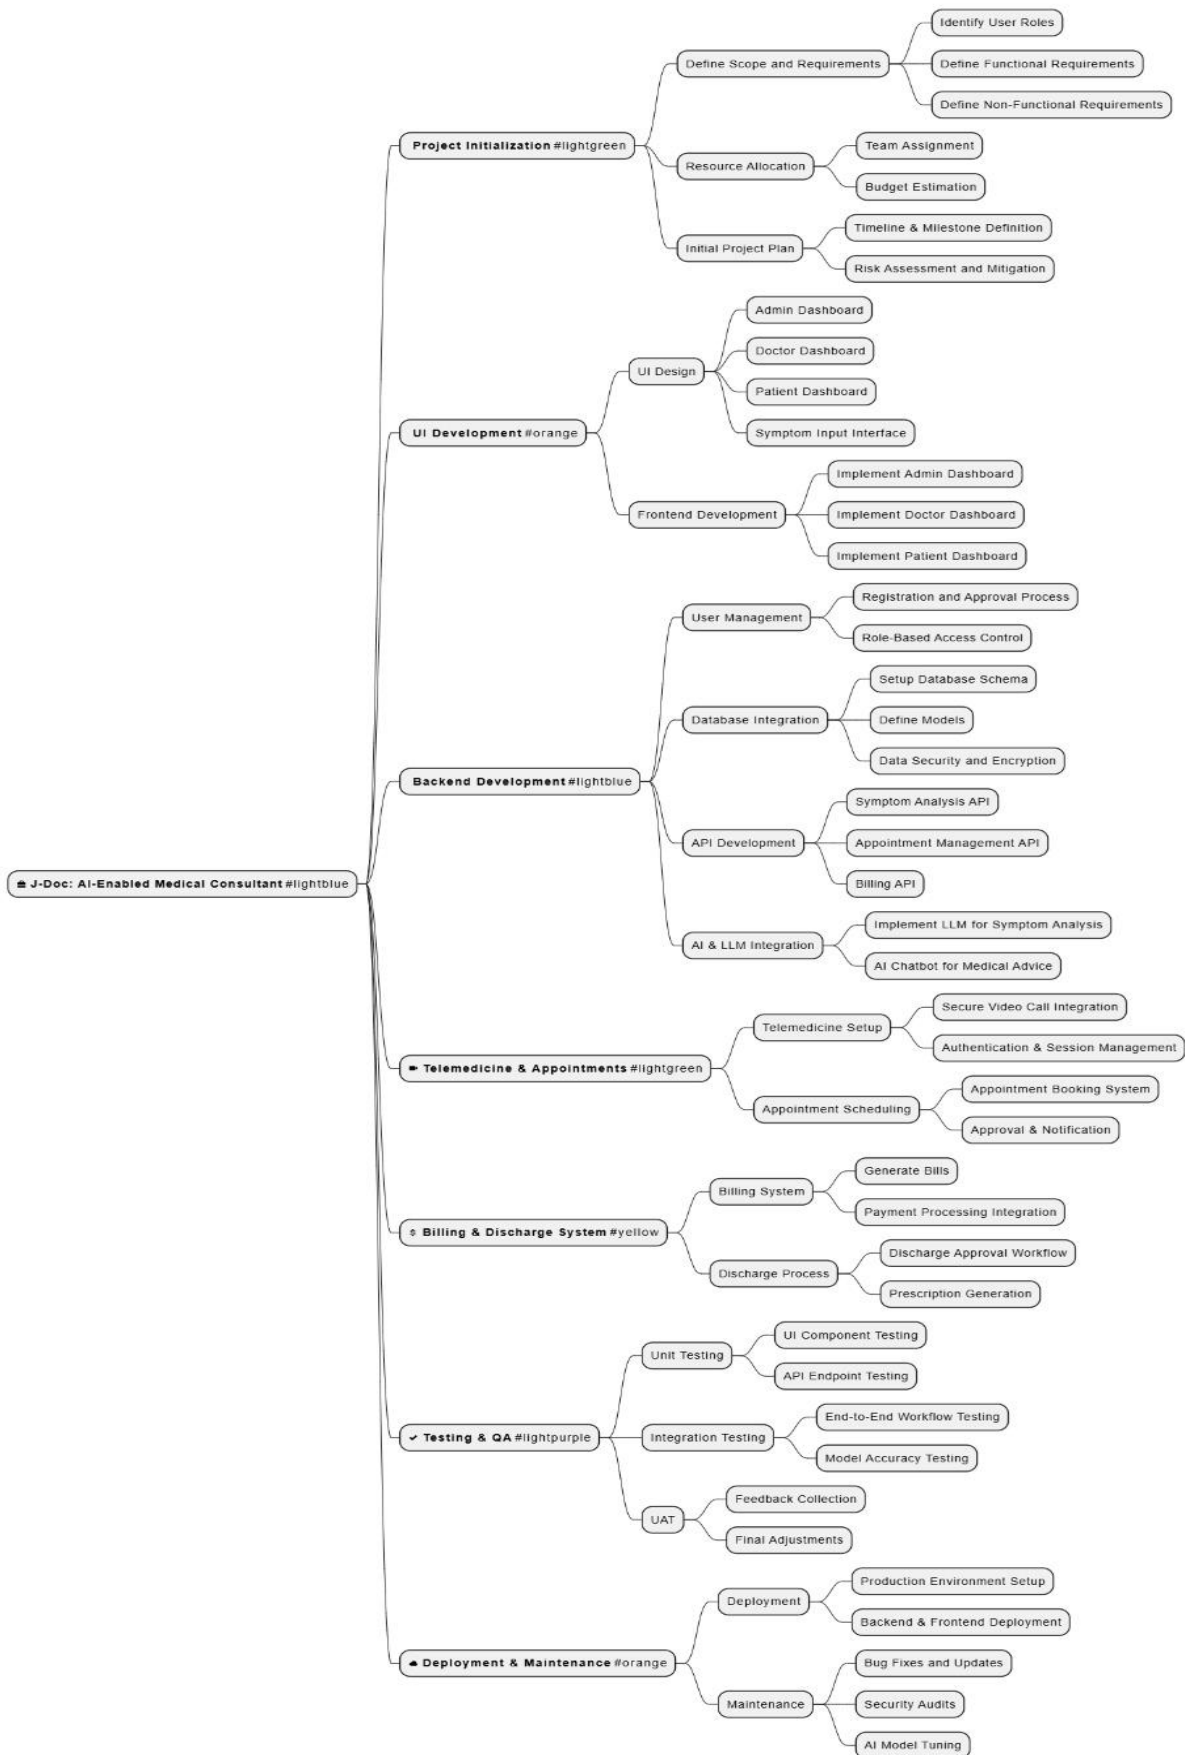 J-Doc: AI-Enabled Medical Consultant #lightblue
Project Initialization #lightgreen
Define Scope and Requirements
Identify User Roles
Define Functional Requirements
Define Non-Functional Requirements
Resource Allocation
Team Assignment
Budget Estimation
Initial Project Plan
Timeline & Milestone Definition
Risk Assessment and Mitigation
UI Development #orange
UI Design
Admin Dashboard
Doctor Dashboard
Patient Dashboard
Symptom Input Interface
Frontend Development
Implement Admin Dashboard
Implement Doctor Dashboard
Implement Patient Dashboard
Backend Development #lightblue
User Management
Registration and Approval Process
Role-Based Access Control
Database Integration
Setup Database Schema
Define Models
Data Security and Encryption
API Development
Symptom Analysis API
Appointment Management API
Billing API
AI & LLM Integration
Implement LLM for Symptom Analysis
AI Chatbot for Medical Advice
Telemedicine & Appointments #lightgreen
Telemedicine Setup
Secure Video Call Integration
Authentication & Session Management
Appointment Scheduling
Appointment Booking System
Approval & Notification
Billing & Discharge System #yellow
Billing System
Generate Bills
Payment Processing Integration
Discharge Process
Discharge Approval Workflow
Prescription Generation
Testing & QA #lightpurple
Unit Testing
UI Component Testing
API Endpoint Testing
Integration Testing
End-to-End Workflow Testing
Model Accuracy Testing
UAT
Feedback Collection
Final Adjustments
Deployment & Maintenance #orange
Deployment
Production Environment Setup
Backend & Frontend Deployment
Maintenance
Bug Fixes and Updates
Security Audits
AI Model Tuning